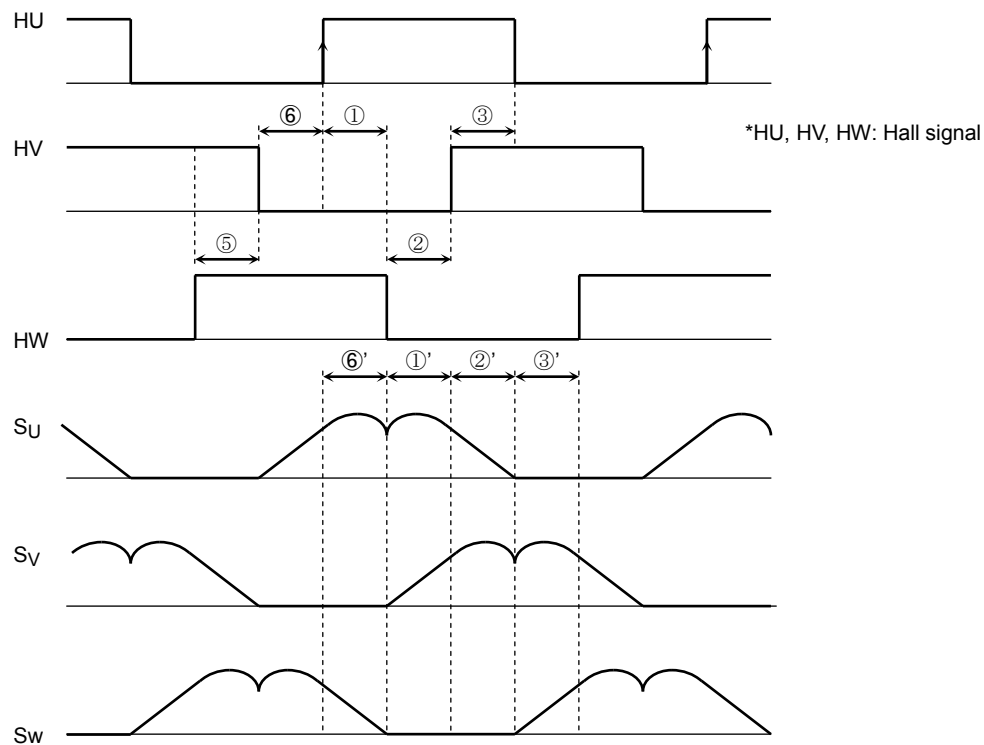 HU
⑥ ① ③
HV
*HU, HV, HW: Hall signal
⑤ ②
HW
⑥’ ①’ ②’ ③’
SU
SV
SW